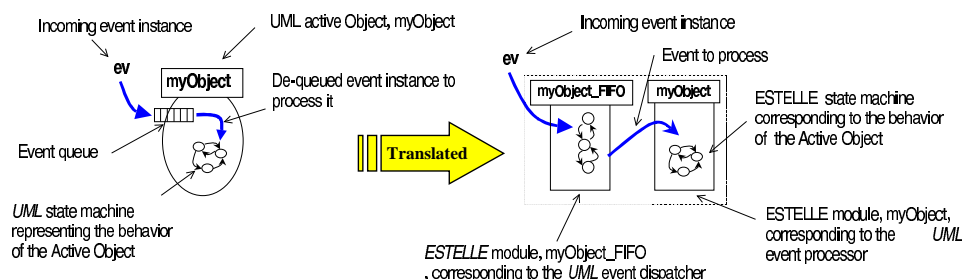 Incoming event instance
UML active Object, myObject
ev
myObject
De-queued event instance to
process it
Event queue
UML state machine
representing the behavior
of the Active Object
Translated
Incoming event instance
ev
Event to process
myObject_FIFO
myObject
ESTELLE state machine
corresponding to the behavior
of the Active Object
ESTELLE module, myObject,
corresponding to the UML
event processor
ESTELLE module, myObject_FIFO
, corresponding to the UML event dispatcher